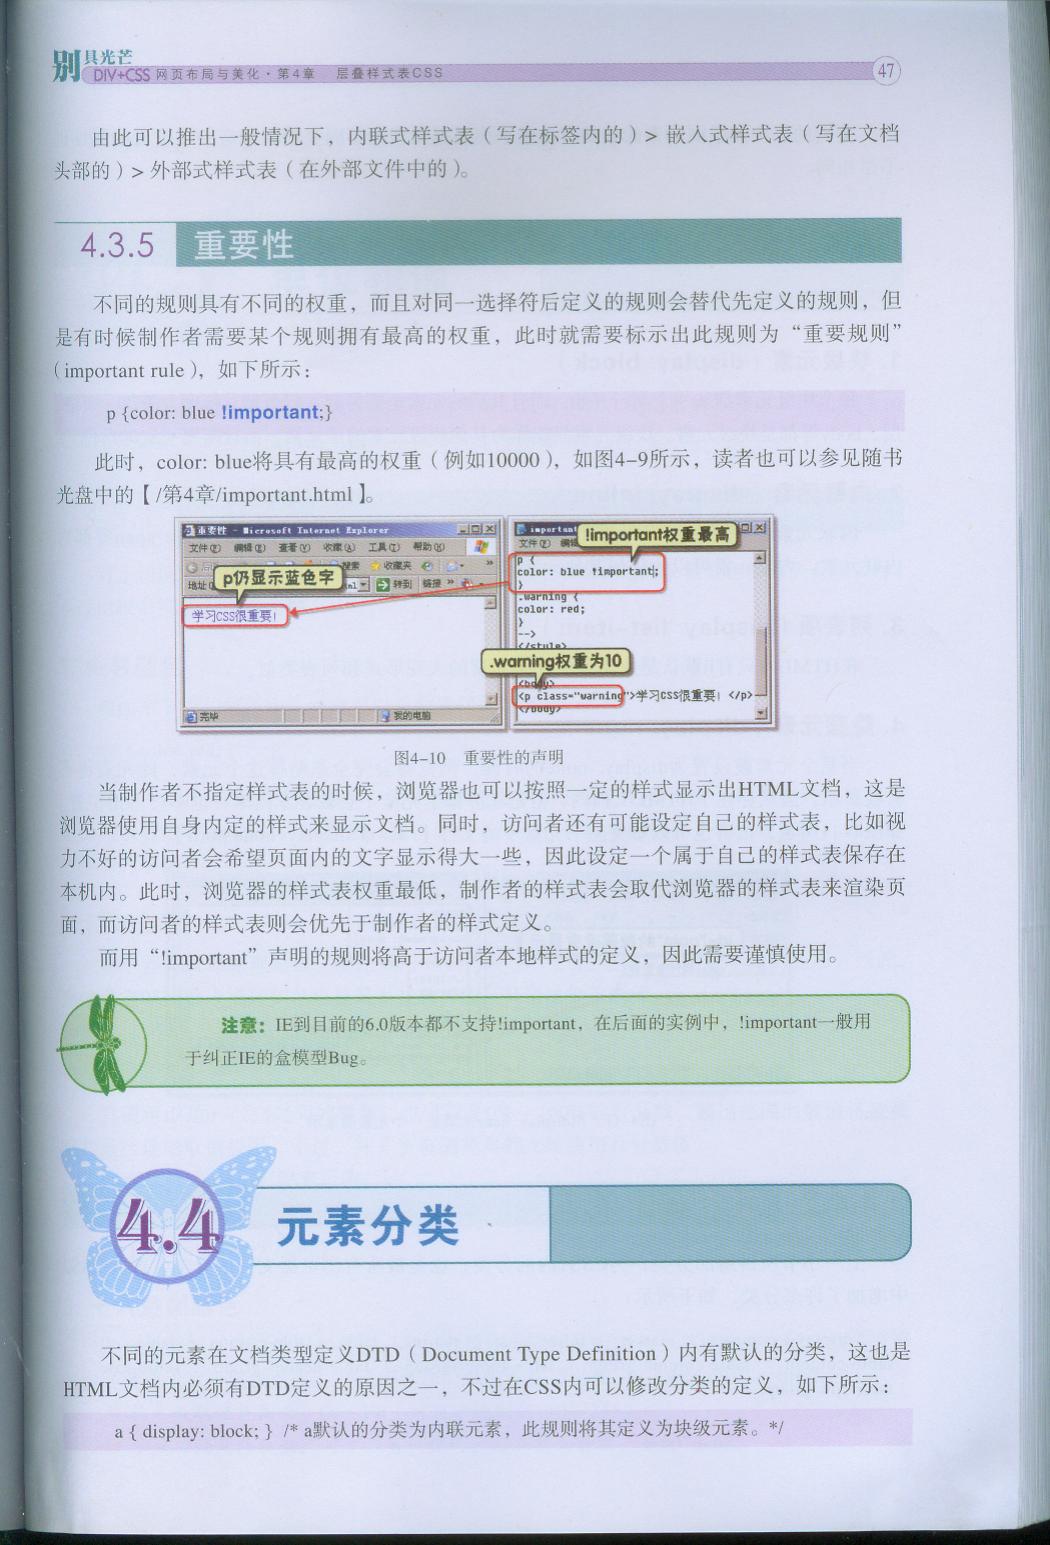 别具光芒
DIV+CSS 网页布局与美化·第4章 层叠样式表CSS
47
由此可以推出一般情况下，内联式样式表（写在标签内的）> 嵌入式样式表（写在文档
头部的）> 外部式样式表（在外部文件中的）。
4.3.5 重要性
不同的规则具有不同的权重，而且对同一选择符后定义的规则会替代先定义的规则，但
是有时候制作者需要某个规则拥有最高的权重，此时就需要标示出此规则为“重要规则”
（important rule），如下所示：
p {color: blue !important;}
此时，color: blue将具有最高的权重（例如10000），如图4-9所示，读者也可以参见随书
光盘中的【/第4章/important.html】。
重要性 - Microsoft Internet Explorer
文件(F) 编辑(E) 查看(V) 收藏(A) 工具(T) 帮助(H)
搜索 收藏夹
地址(D)
转到 链接 »
p仍显示蓝色字
学习CSS很重要!
完毕
我的电脑
important
文件(F)
!important权重最高
p {
color: blue !important;
}
.warning {
color: red;
}
-->
</style>
.warning权重为10
<body>
<p class="warning">学习CSS很重要! </p>
</body>
图4-10 重要性的声明
当制作者不指定样式表的时候，浏览器也可以按照一定的样式显示出HTML文档，这是
浏览器使用自身内定的样式来显示文档。同时，访问者还有可能设定自己的样式表，比如视
力不好的访问者会希望页面内的文字显示得大一些，因此设定一个属于自己的样式表保存在
本机内。此时，浏览器的样式表权重最低，制作者的样式表会取代浏览器的样式表来渲染页
面，而访问者的样式表则会优先于制作者的样式定义。
而用“!important”声明的规则将高于访问者本地样式的定义，因此需要谨慎使用。
注意：IE到目前的6.0版本都不支持!important，在后面的实例中，!important一般用
于纠正IE的盒模型Bug。
4.4 元素分类
不同的元素在文档类型定义DTD（Document Type Definition）内有默认的分类，这也是
HTML文档内必须有DTD定义的原因之一，不过在CSS内可以修改分类的定义，如下所示：
a { display: block; } /* a默认的分类为内联元素，此规则将其定义为块级元素。*/